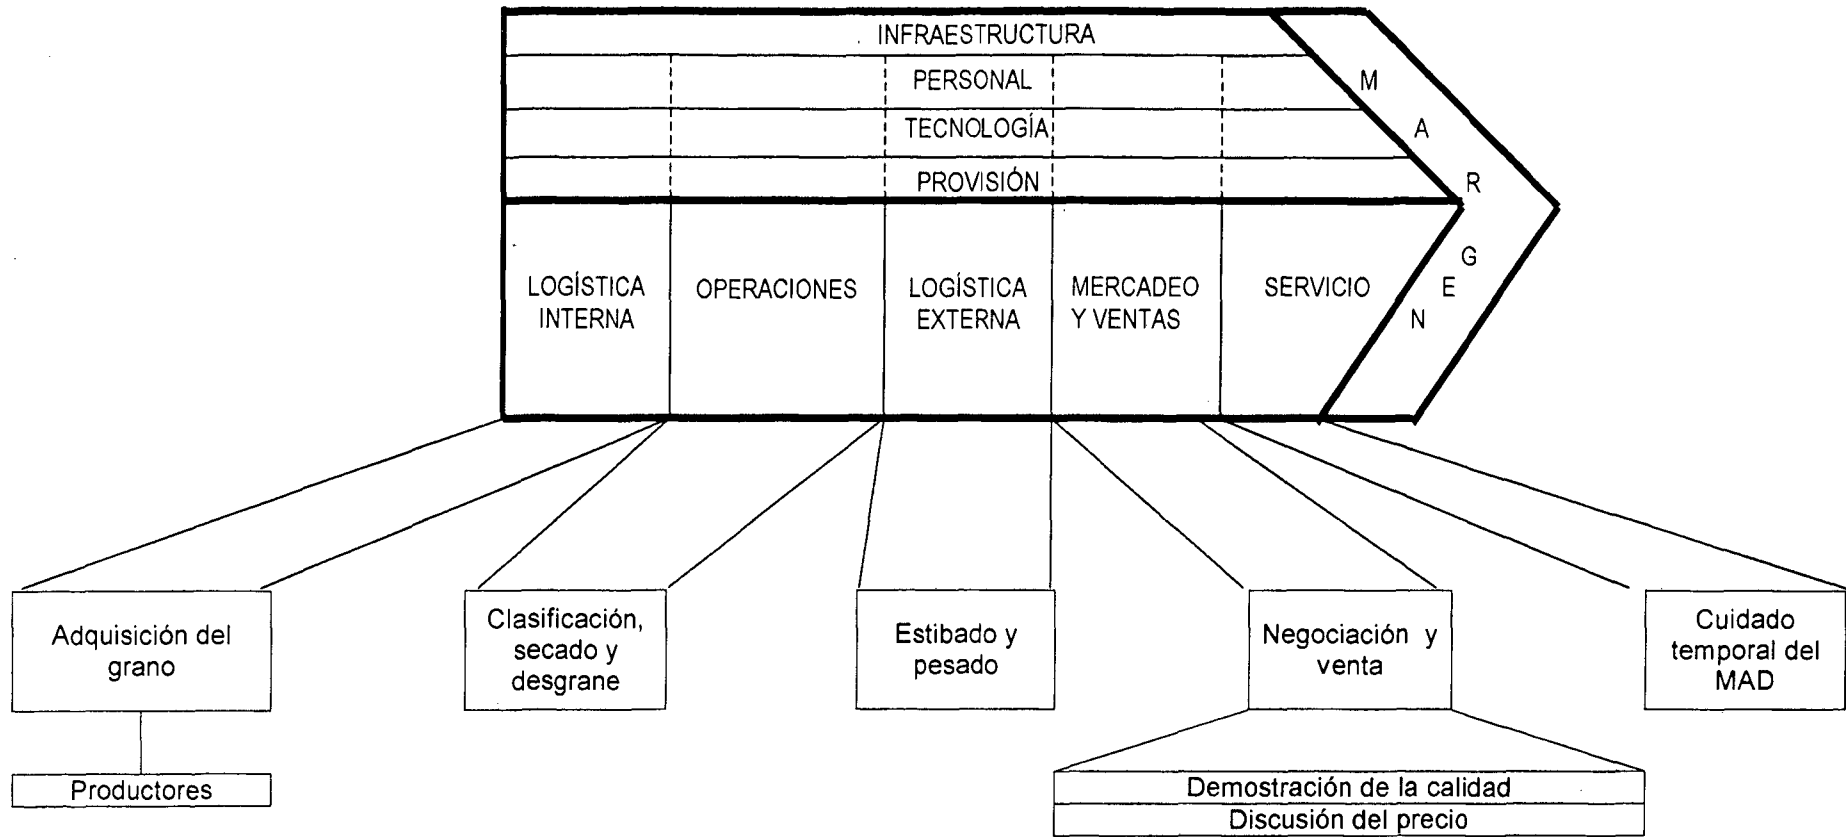 INFRAESTRUCTURA
PERSONAL
TECNOLOGÍA
PROVISIÓN
MARGEN
LOGÍSTICA
INTERNA
OPERACIONES
LOGÍSTICA
EXTERNA
MERCADEO
Y VENTAS
SERVICIO
Adquisición del
grano
Clasificación,
secado y
desgrane
Estibado y
pesado
Negociación y
venta
Cuidado
temporal del
MAD
Productores
Demostración de la calidad
Discusión del precio